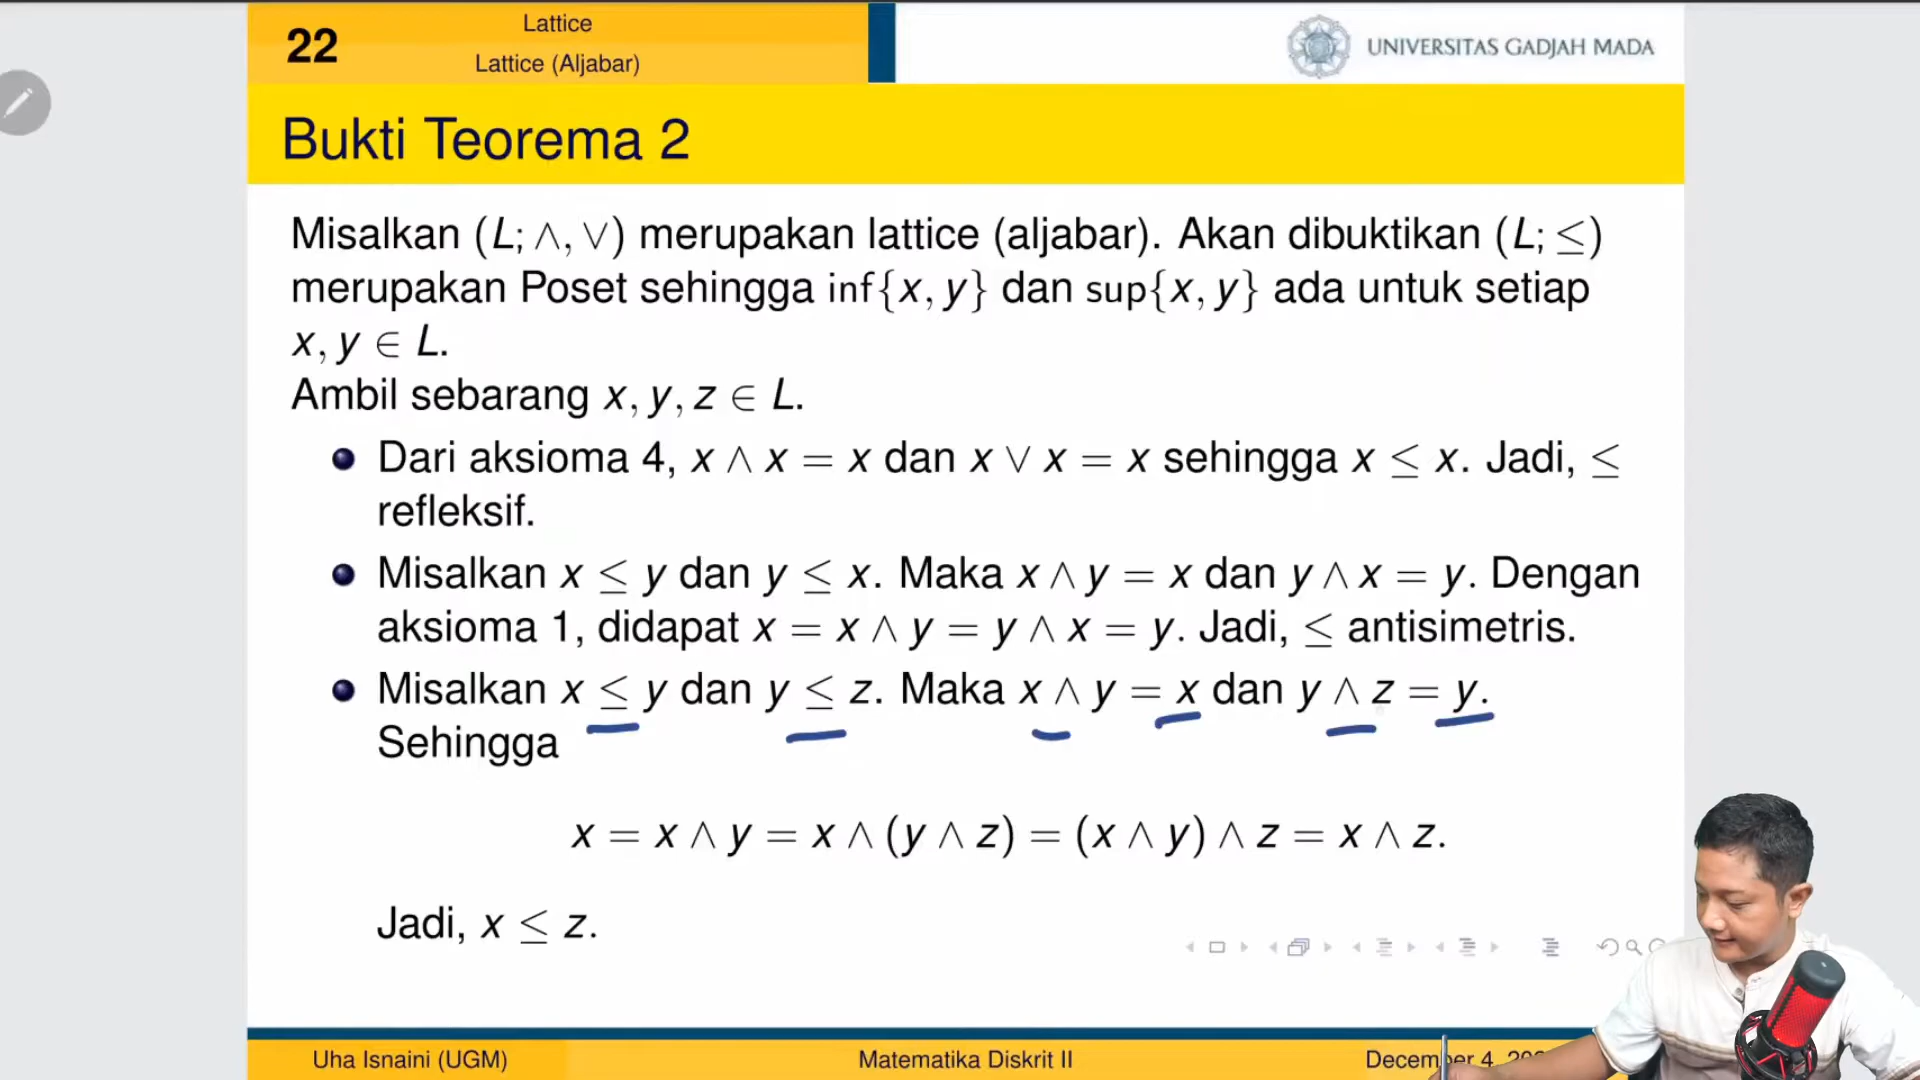 22
Lattice
Lattice (Aljabar)
UNIVERSITAS GADJAH MADA
Bukti Teorema 2
Misalkan (L; ∧, ∨) merupakan lattice (aljabar). Akan dibuktikan (L; ≤)
merupakan Poset sehingga inf{x, y} dan sup{x, y} ada untuk setiap
x, y ∈ L.
Ambil sebarang x, y, z ∈ L.
Dari aksioma 4, x ∧ x = x dan x ∨ x = x sehingga x ≤ x. Jadi, ≤
refleksif.
Misalkan x ≤ y dan y ≤ x. Maka x ∧ y = x dan y ∧ x = y. Dengan
aksioma 1, didapat x = x ∧ y = y ∧ x = y. Jadi, ≤ antisimetris.
Misalkan x ≤ y dan y ≤ z. Maka x ∧ y = x dan y ∧ z = y.
Sehingga
x = x ∧ y = x ∧ (y ∧ z) = (x ∧ y) ∧ z = x ∧ z.
Jadi, x ≤ z.
Uha Isnaini (UGM)
Matematika Diskrit II
December 4,